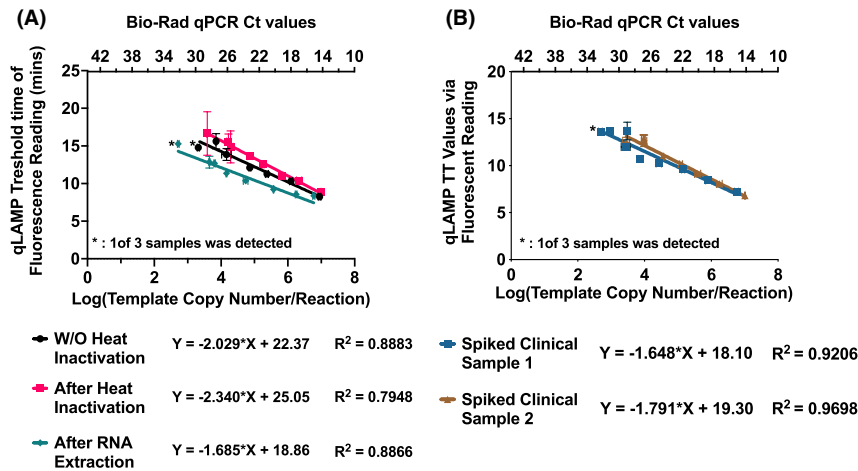 (A)
Bio-Rad qPCR Ct values
42 38 34 30 26 22 18 14 10
qLAMP Treshold time of
Fluorescence Reading (mins)
25
20
15
10
5
0
* *
* : 1of 3 samples was detected
0 2 4 6 8
Log(Template Copy Number/Reaction)
W/O Heat
Inactivation
Y = -2.029*X + 22.37 R2 = 0.8883
After Heat
Inactivation
Y = -2.340*X + 25.05 R2 = 0.7948
After RNA
Extraction
Y = -1.685*X + 18.86 R2 = 0.8866
(B)
Bio-Rad qPCR Ct values
42 38 34 30 26 22 18 14 10
qLAMP TT Values via
Fluorescent Reading
20
15
10
5
0
*
* : 1of 3 samples was detected
0 2 4 6 8
Log(Template Copy Number/Reaction)
Spiked Clinical
Sample 1
Y = -1.648*X + 18.10 R2 = 0.9206
Spiked Clinical
Sample 2
Y = -1.791*X + 19.30 R2 = 0.9698